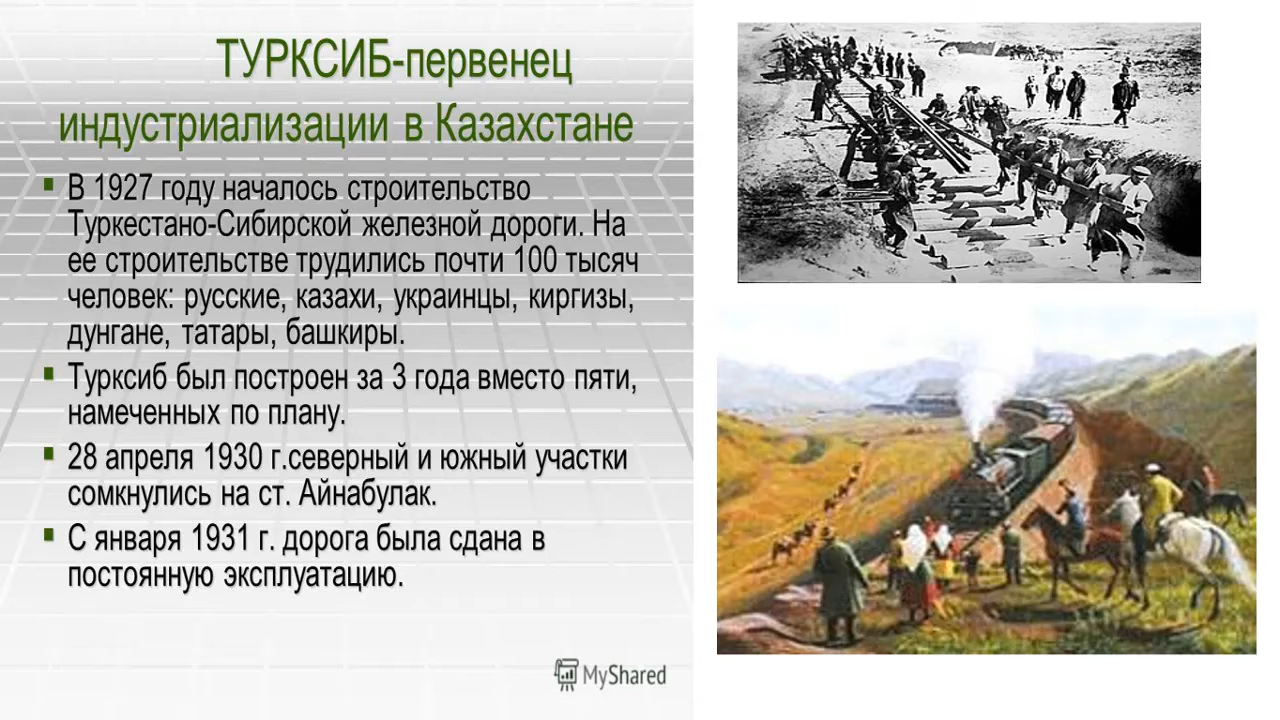 ТУРКСИБ-первенец
индустриализации в Казахстане
В 1927 году началось строительство
Туркестано-Сибирской железной дороги. На
ее строительстве трудились почти 100 тысяч
человек: русские, казахи, украинцы, киргизы,
дунгане, татары, башкиры.
Турксиб был построен за 3 года вместо пяти,
намеченных по плану.
28 апреля 1930 г.северный и южный участки
сомкнулись на ст. Айнабулак.
С января 1931 г. дорога была сдана в
постоянную эксплуатацию.
MyShared